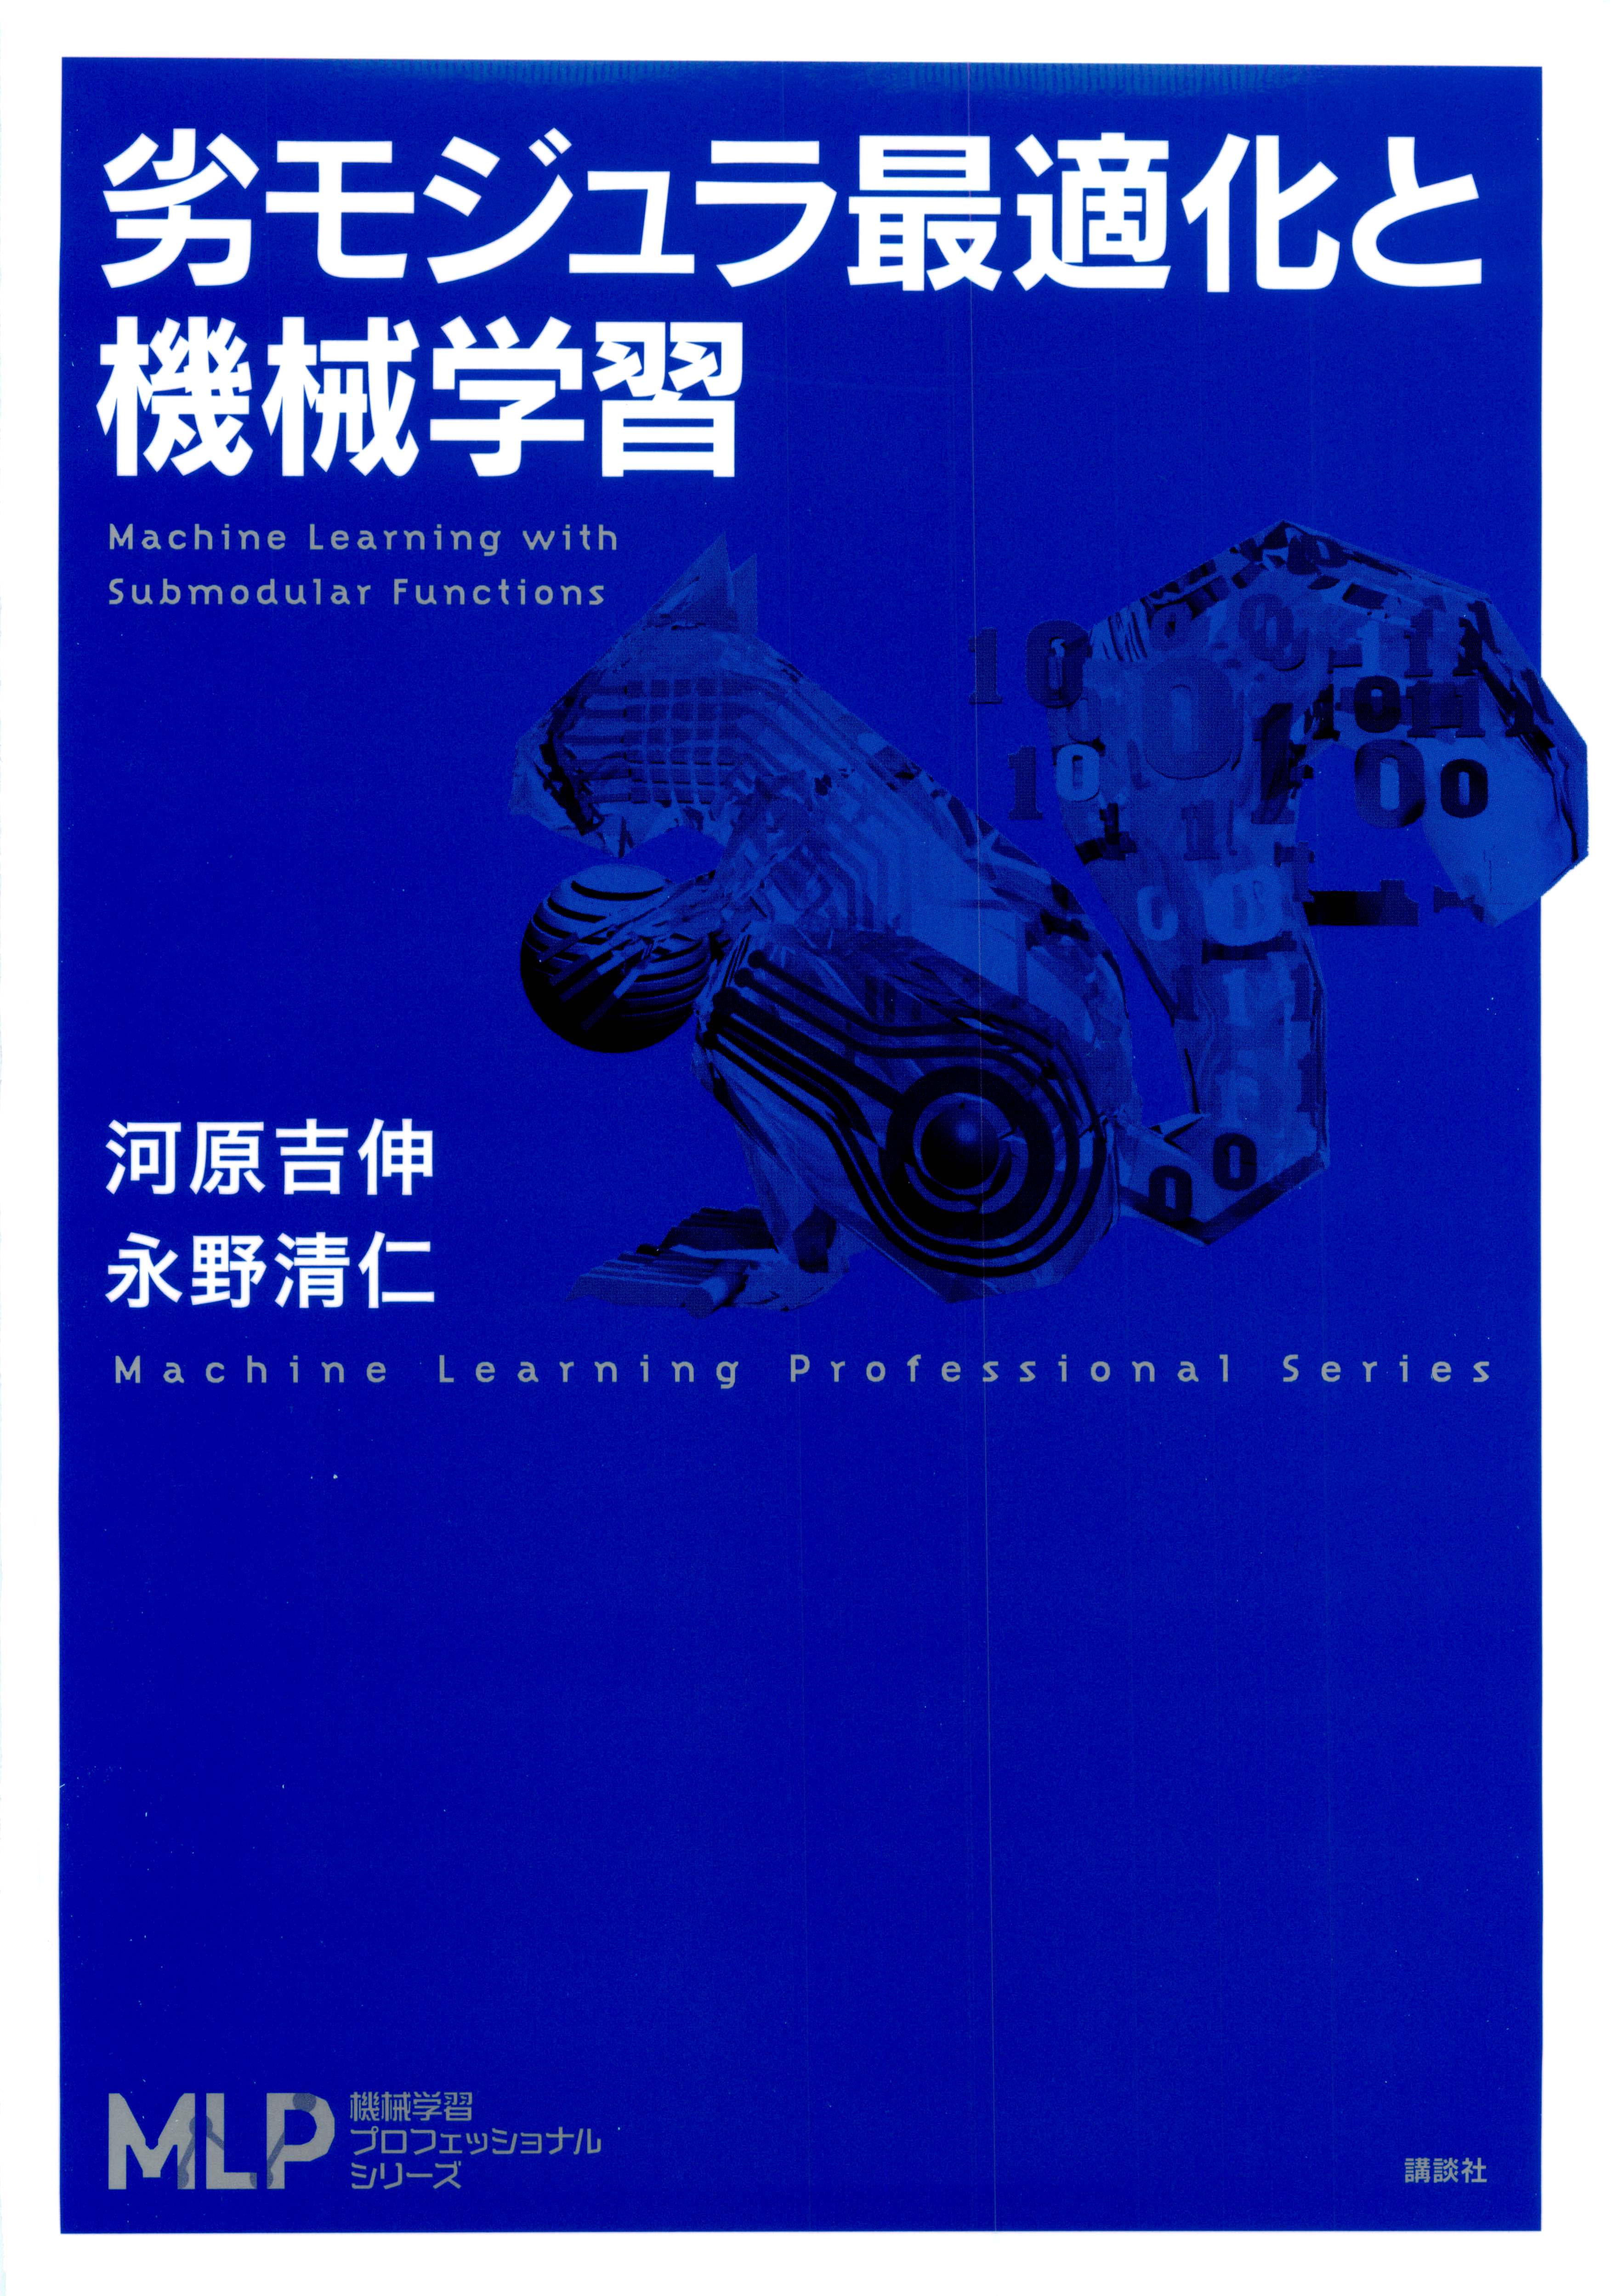 劣モジュラ最適化と
機械学習
Machine Learning with
Submodular Functions
河原吉伸
永野清仁
Machine Learning Professional Series
MLP
機械学習
プロフェッショナル
シリーズ
講談社